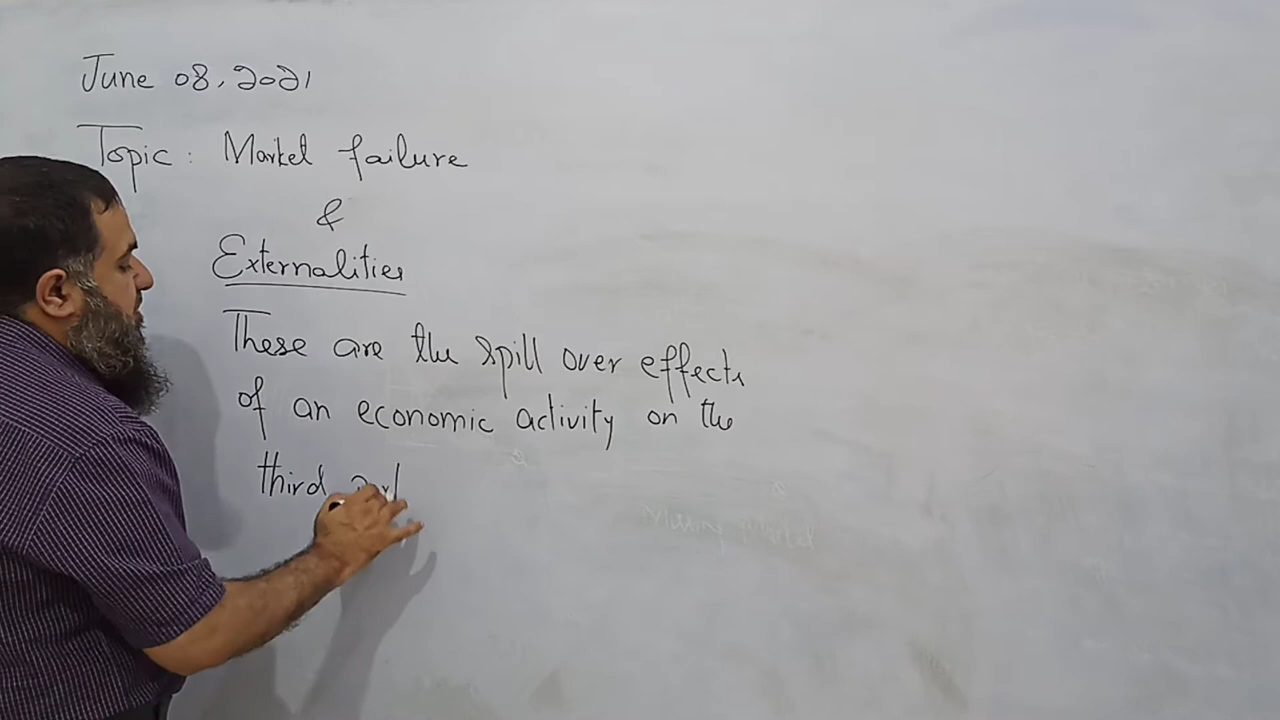 June 08, 2021
Topic: Market failure
&
Externalities
These are the spill over effects
of an economic activity on the
third